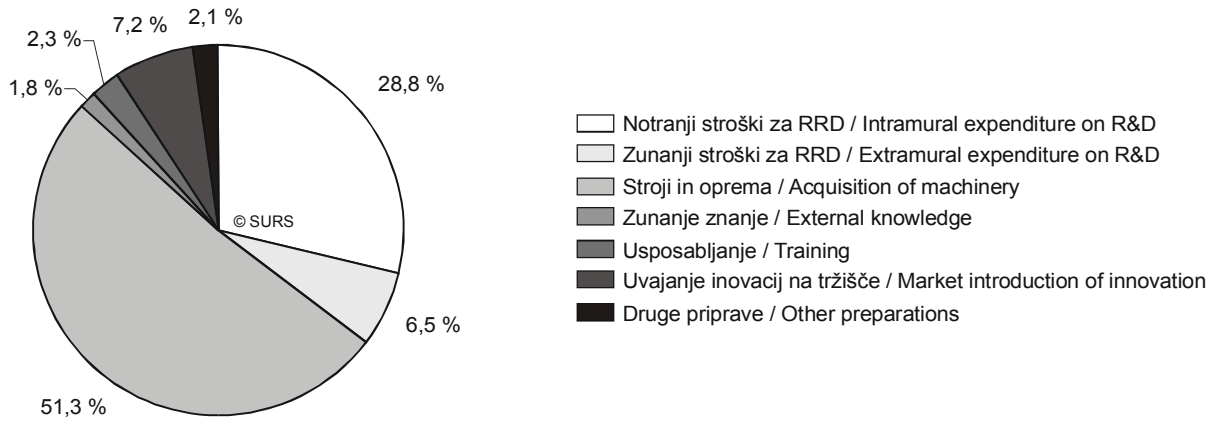 2,1 %
7,2 %
2,3 %
1,8 %
28,8 %
6,5 %
51,3 %
© SURS
Notranji stroški za RRD / Intramural expenditure on R&D
Zunanji stroški za RRD / Extramural expenditure on R&D
Stroji in oprema / Acquisition of machinery
Zunanje znanje / External knowledge
Usposabljanje / Training
Uvajanje inovacij na tržišče / Market introduction of innovation
Druge priprave / Other preparations